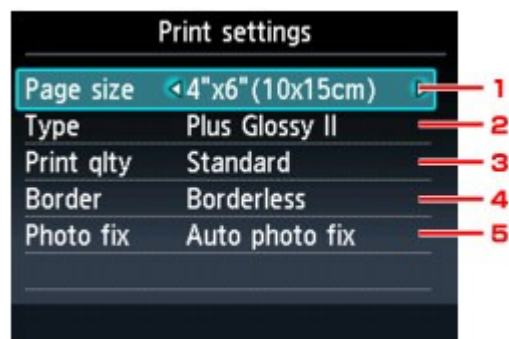 Print settings
Page size 4"x6"(10x15cm) 1
Type Plus Glossy II 2
Print qlty Standard 3
Border Borderless 4
Photo fix Auto photo fix 5